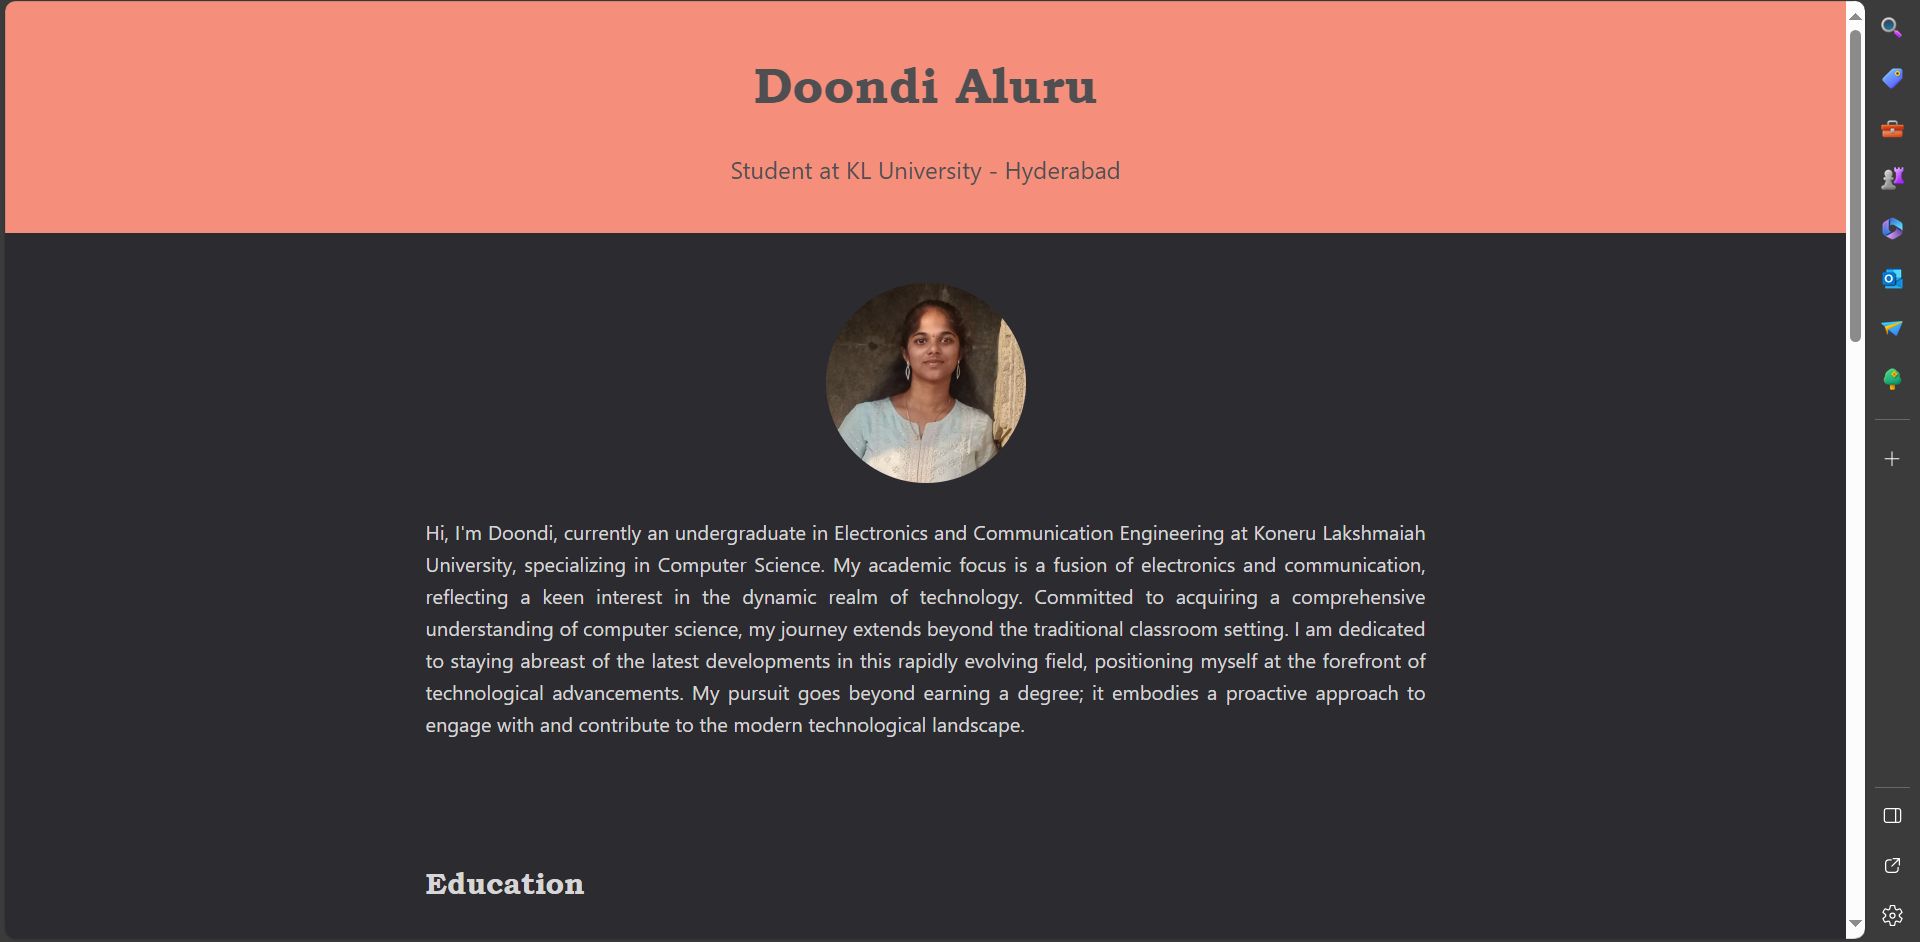 Doondi Aluru
Student at KL University - Hyderabad
Hi, I'm Doondi, currently an undergraduate in Electronics and Communication Engineering at Koneru Lakshmaiah
University, specializing in Computer Science. My academic focus is a fusion of electronics and communication,
reflecting a keen interest in the dynamic realm of technology. Committed to acquiring a comprehensive
understanding of computer science, my journey extends beyond the traditional classroom setting. I am dedicated
to staying abreast of the latest developments in this rapidly evolving field, positioning myself at the forefront of
technological advancements. My pursuit goes beyond earning a degree; it embodies a proactive approach to
engage with and contribute to the modern technological landscape.
Education